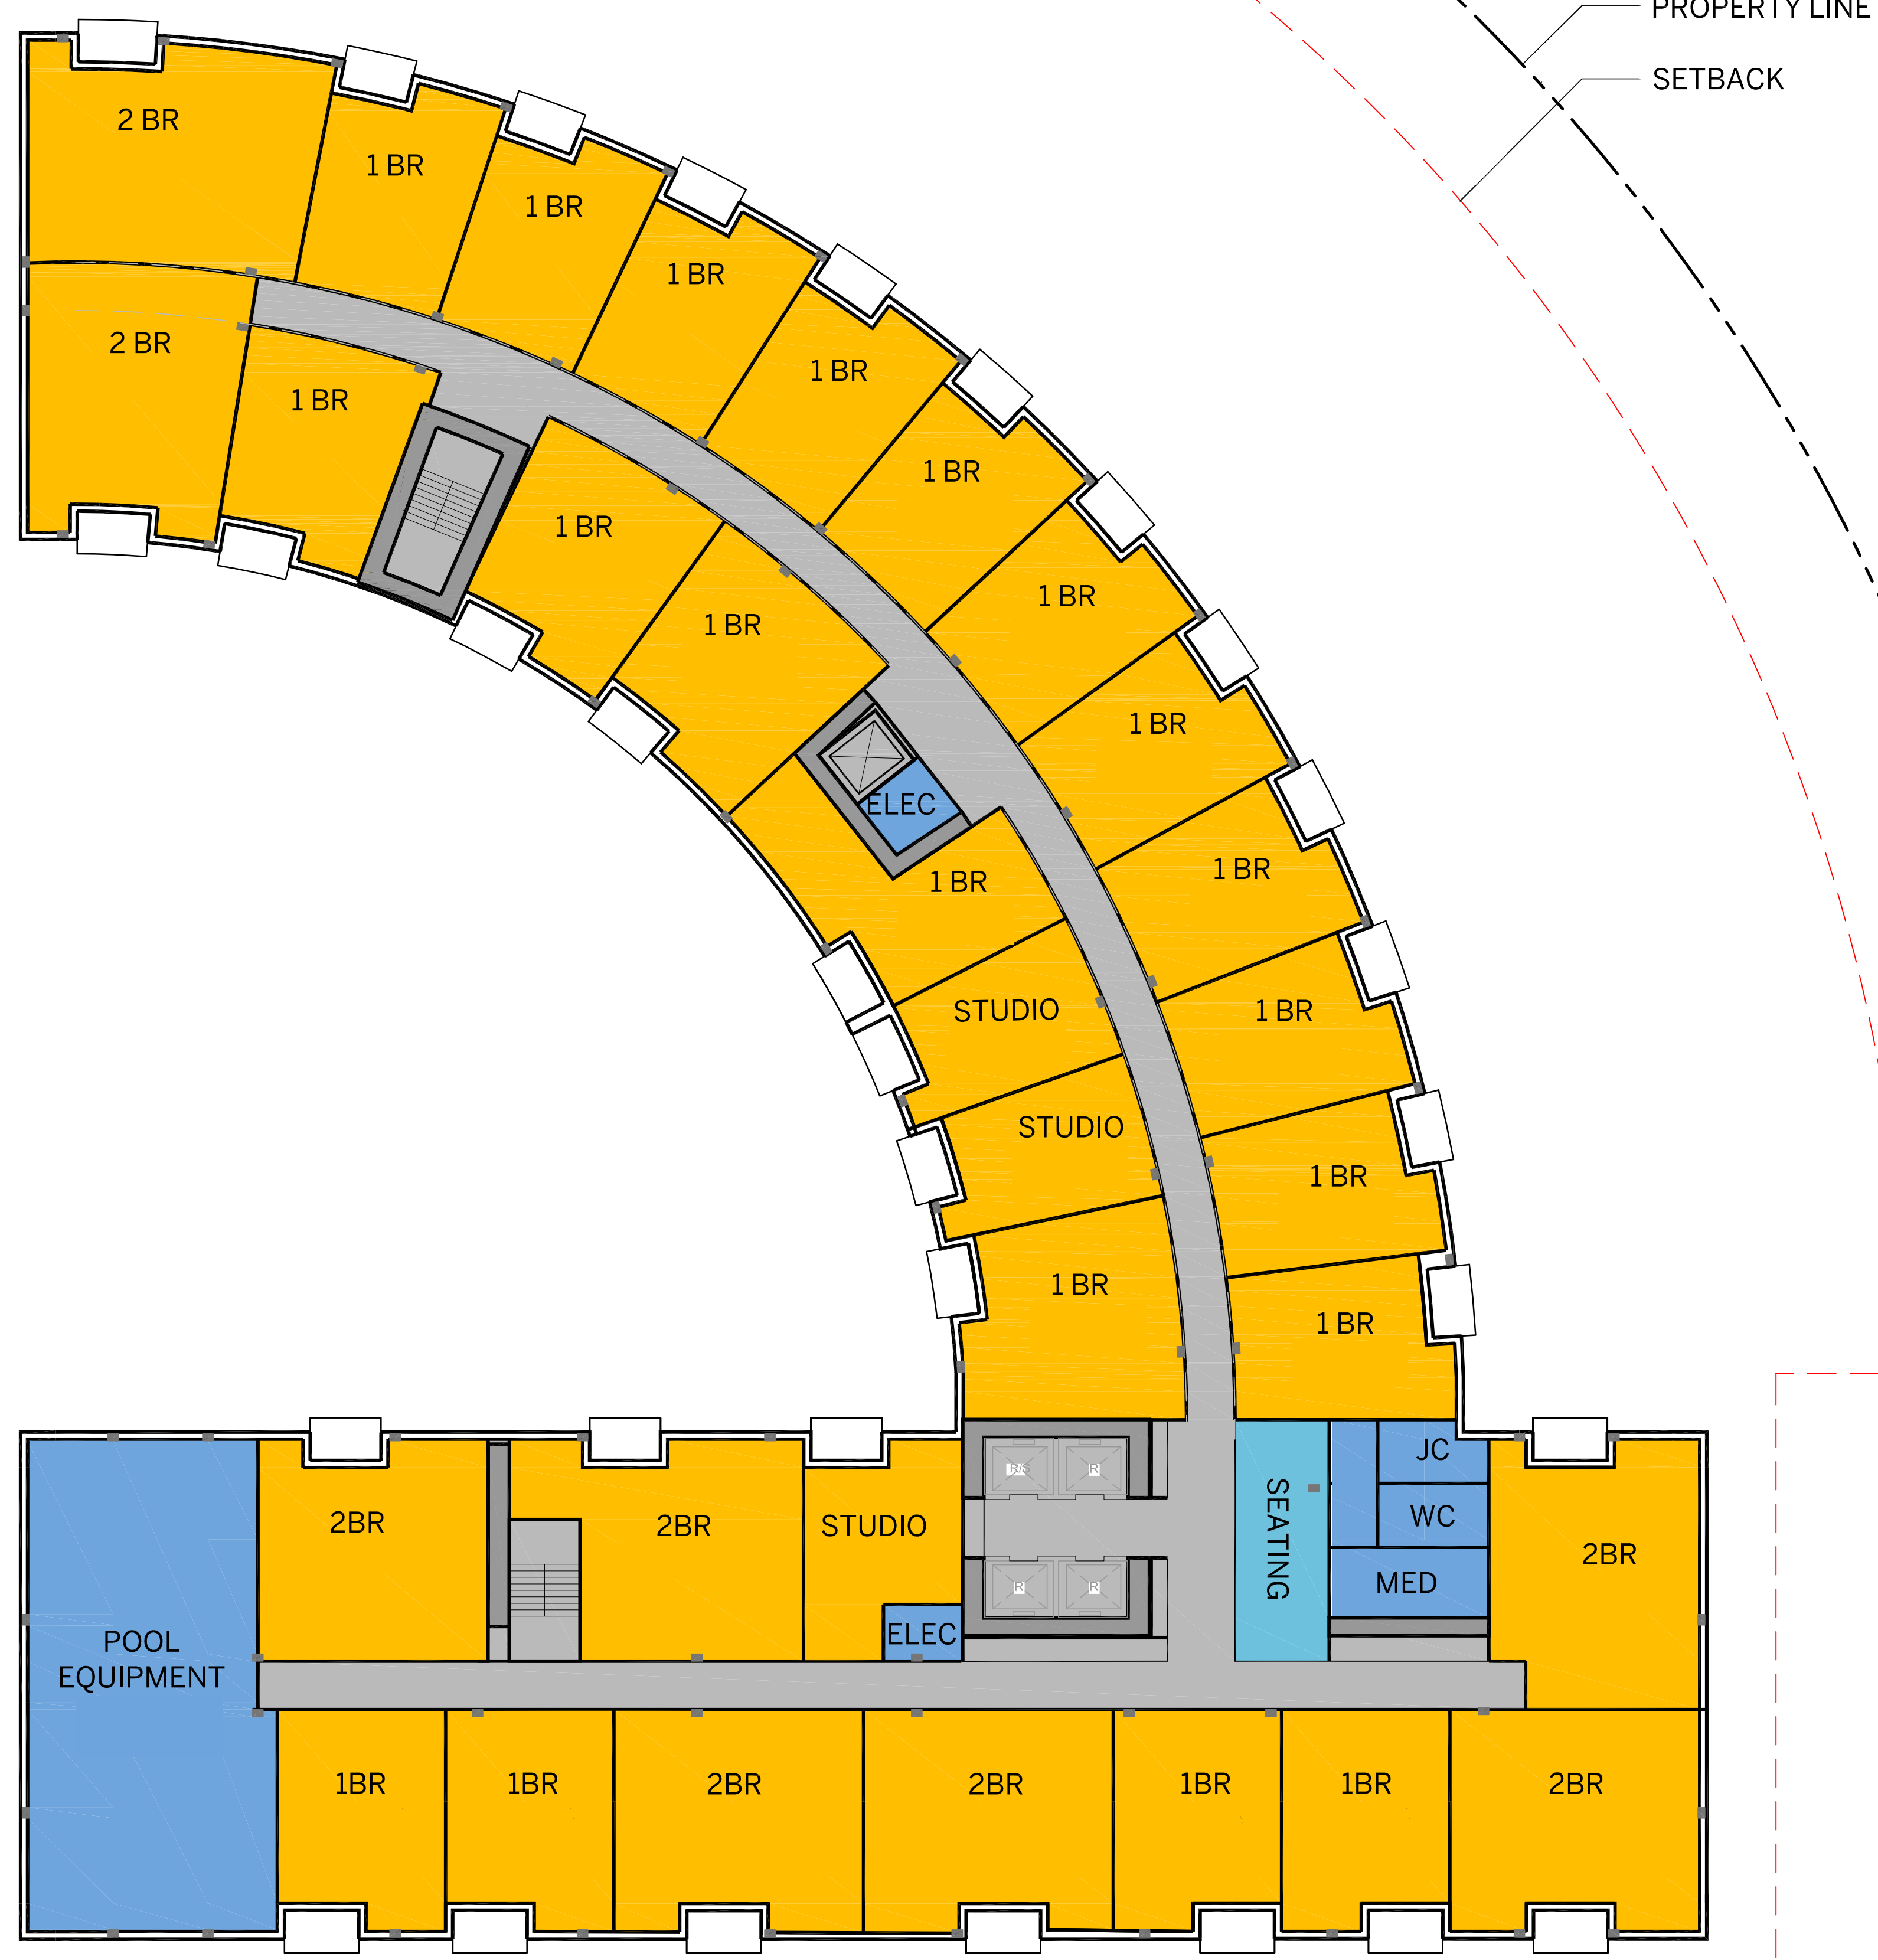 PROPERTY LINE
SETBACK
2 BR
1 BR
1 BR
1 BR
1 BR
1 BR
1 BR
1 BR
1 BR
1 BR
1 BR
1 BR
2 BR
1 BR
1 BR
1 BR
ELEC
1 BR
STUDIO
STUDIO
1 BR
POOL
EQUIPMENT
2BR
2BR
STUDIO
ELEC
R/S
R
R
R
SEATING
JC
WC
MED
2BR
1BR
1BR
2BR
2BR
1BR
1BR
2BR